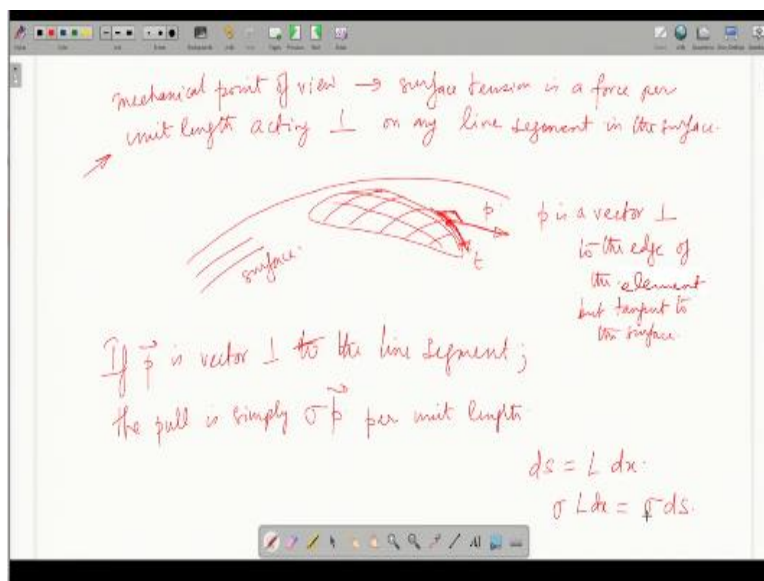 mechanical point of view → surface tension is a force per
unit length acting ⊥ on any line segment in the surface.
surface.
p
t
p is a vector ⊥
to the edge of
the element
but tangent to
the surface.
If p⃗ is vector ⊥ to the line segment;
the pull is simply σ p⃗ per unit length.
ds = L dx.
σ L dx = σ ds.